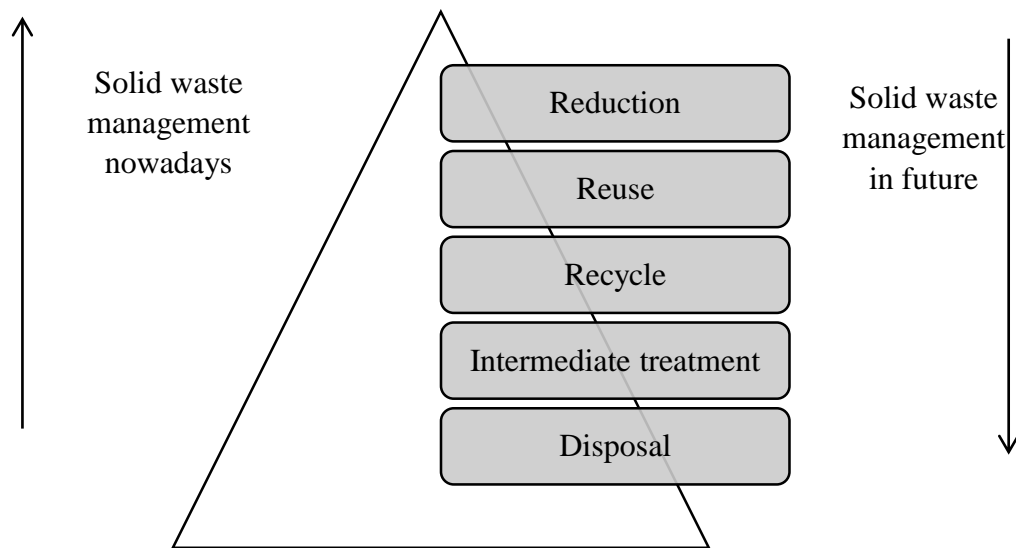 Solid waste
management
nowadays
Reduction
Reuse
Recycle
Intermediate treatment
Disposal
Solid waste
management
in future